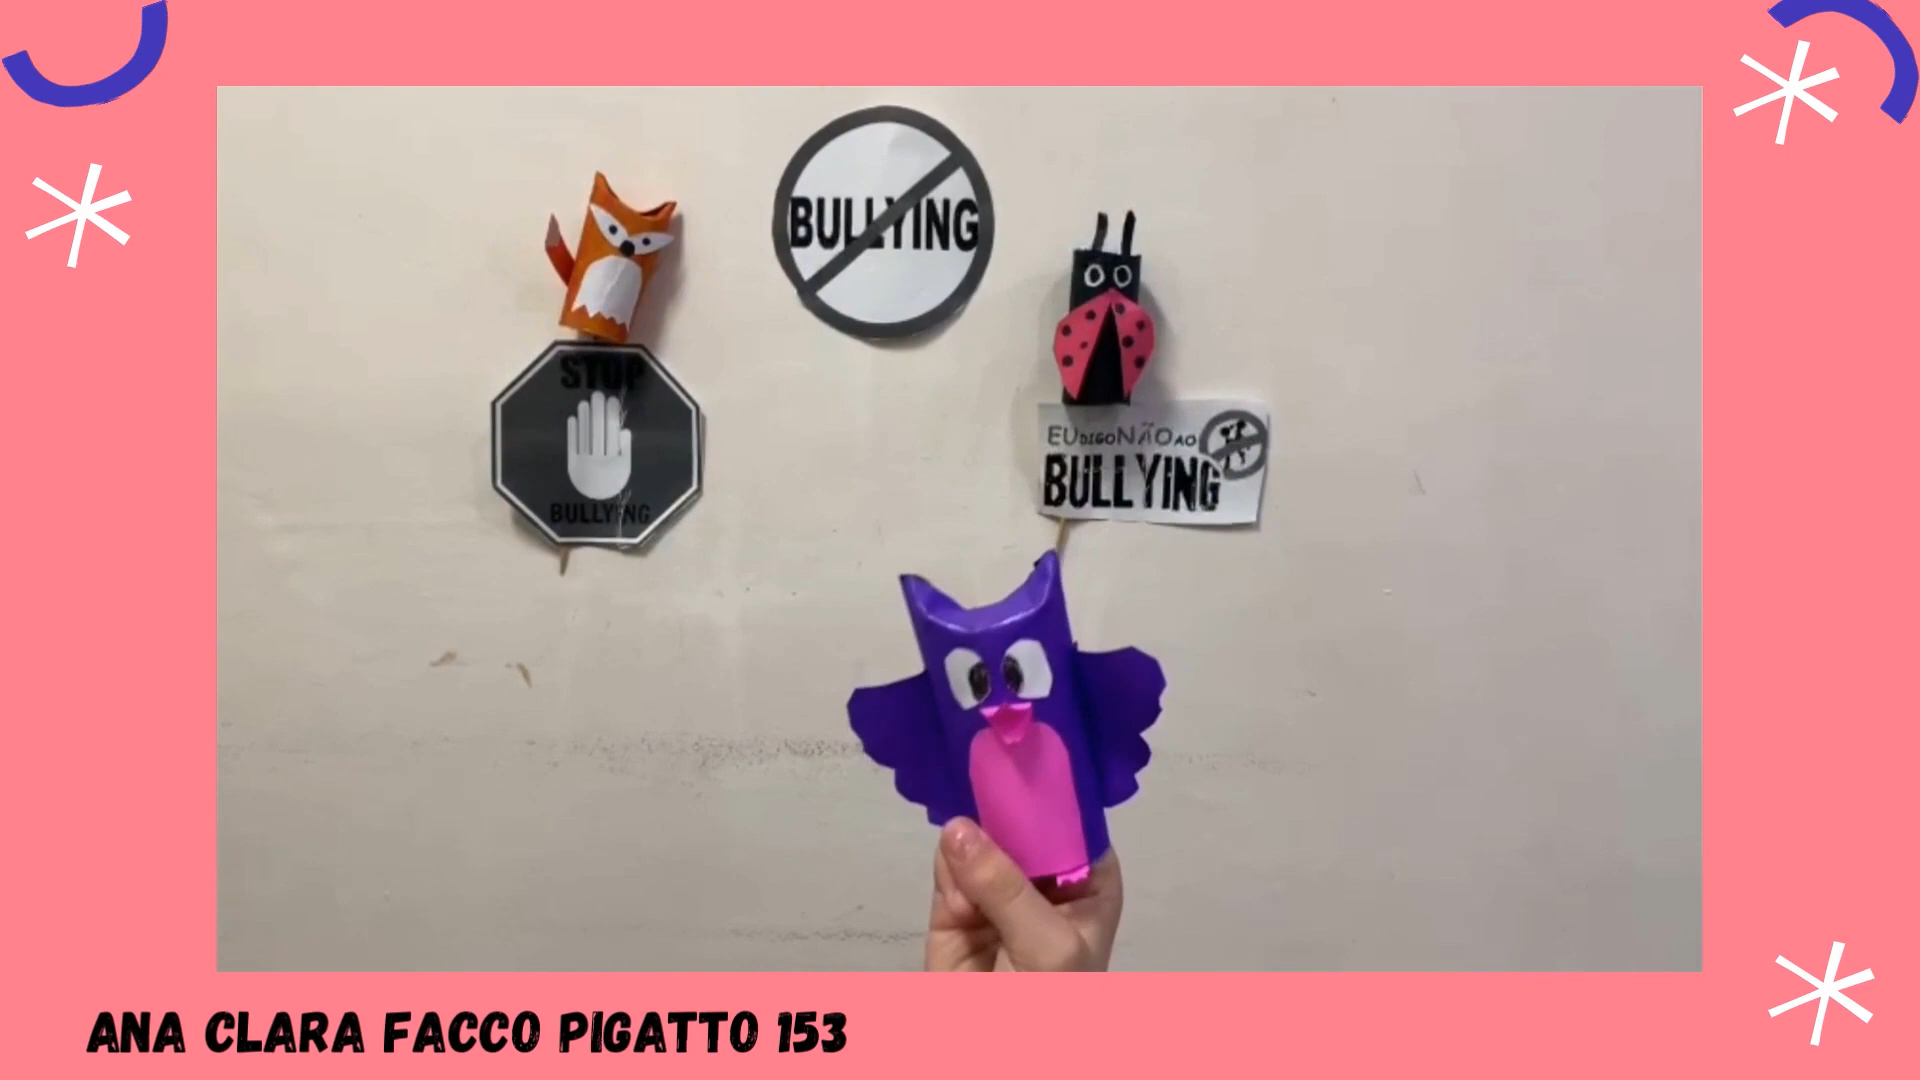 BULLYING
STOP
BULLYING
EU DIGO NÃO AO
BULLYING
ANA CLARA FACCO PIGATTO 153